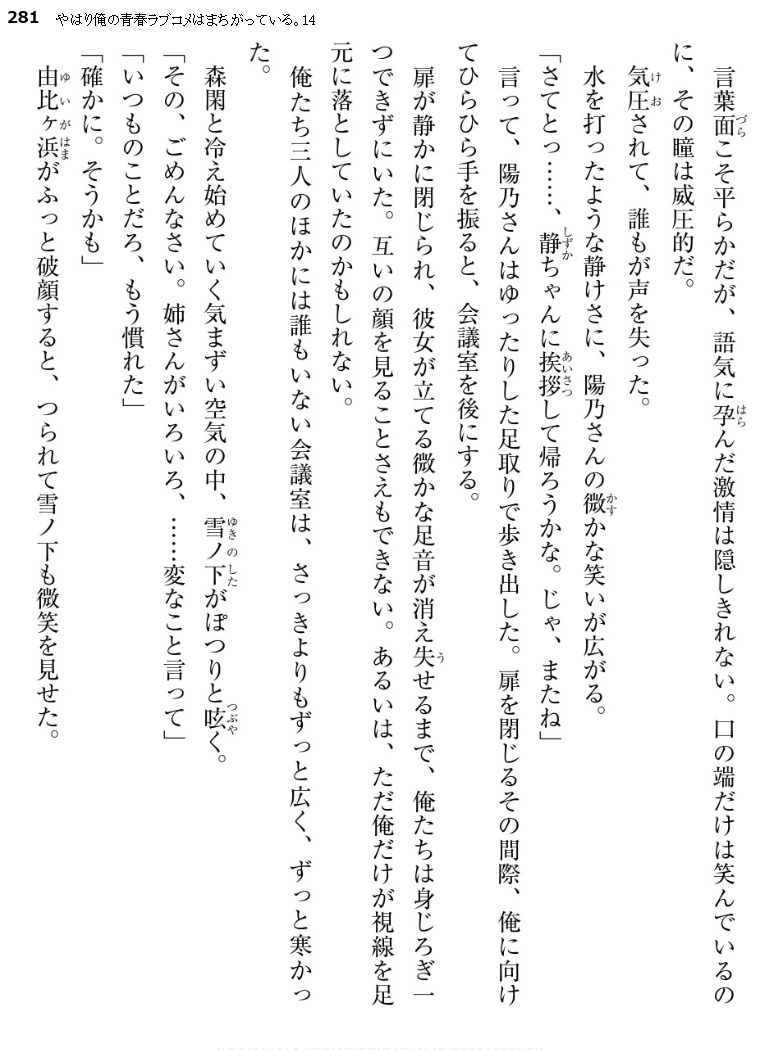 281 やはり俺の青春ラブコメはまちがっている。14
言葉面こそ平らかだが、語気に孕んだ激情は隠しきれない。口の端だけは笑んでいるの
に、その瞳は威圧的だ。
気圧されて、誰もが声を失った。
水を打ったような静けさに、陽乃さんの微かな笑いが広がる。
「さてとっ……、静ちゃんに挨拶して帰ろうかな。じゃ、またね」
言って、陽乃さんはゆったりした足取りで歩き出した。扉を閉じるその間際、俺に向け
てひらひら手を振ると、会議室を後にする。
扉が静かに閉じられ、彼女が立てる微かな足音が消え失せるまで、俺たちは身じろぎ一
つできずにいた。互いの顔を見ることさえもできない。あるいは、ただ俺だけが視線を足
元に落としていたのかもしれない。
俺たち三人のほかには誰もいない会議室は、さっきよりもずっと広く、ずっと寒かっ
た。
森閑と冷え始めていく気まずい空気の中、雪ノ下がぽつりと呟く。
「その、ごめんなさい。姉さんがいろいろ、……変なこと言って」
「いつものことだろ、もう慣れた」
「確かに。そうかも」
由比ヶ浜がふっと破顔すると、つられて雪ノ下も微笑を見せた。